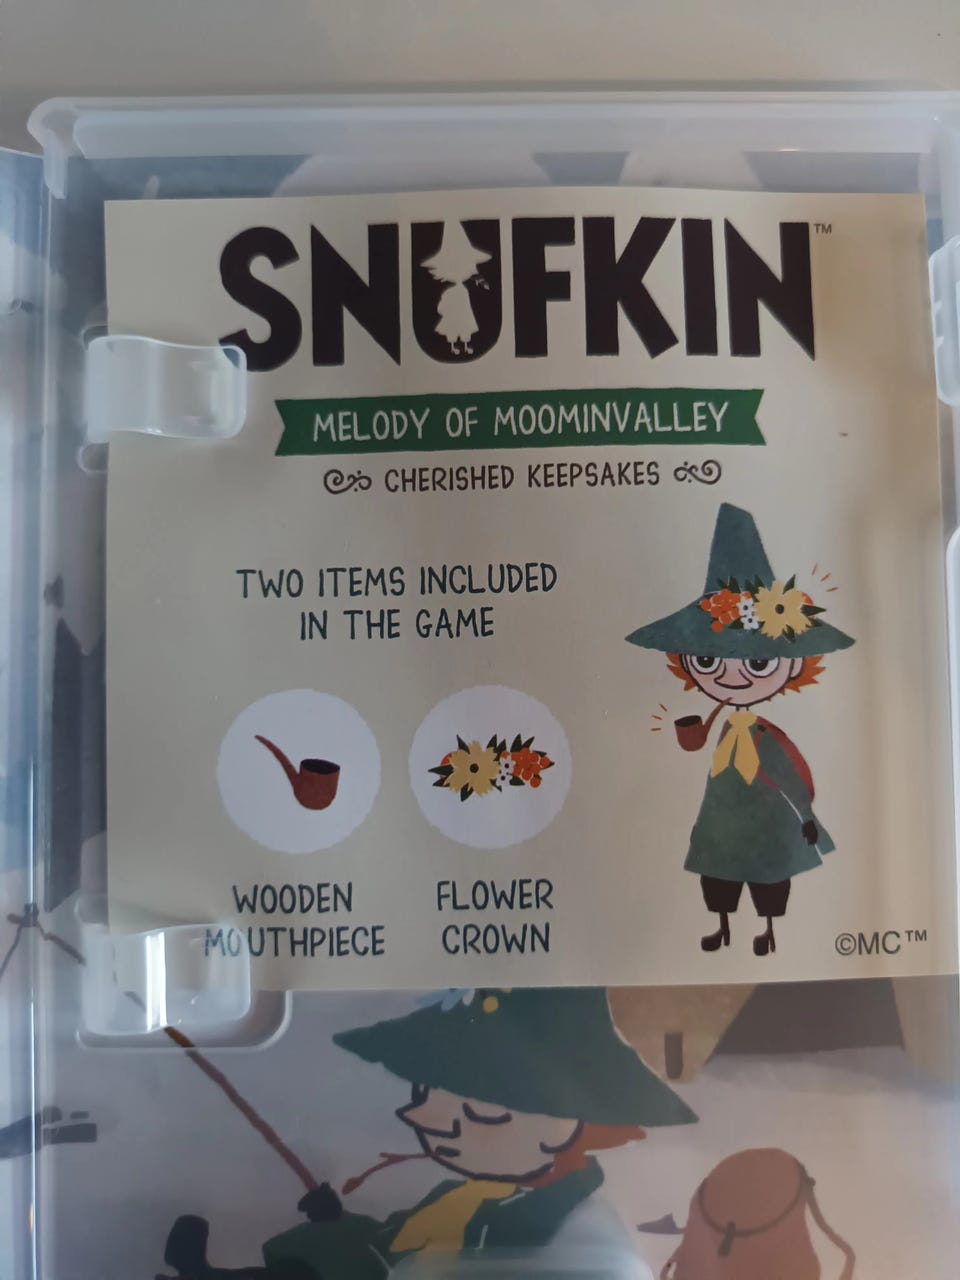 SNUFKIN™
MELODY OF MOOMINVALLEY
CHERISHED KEEPSAKES
TWO ITEMS INCLUDED
IN THE GAME
WOODEN
MOUTHPIECE
FLOWER
CROWN
©MC™